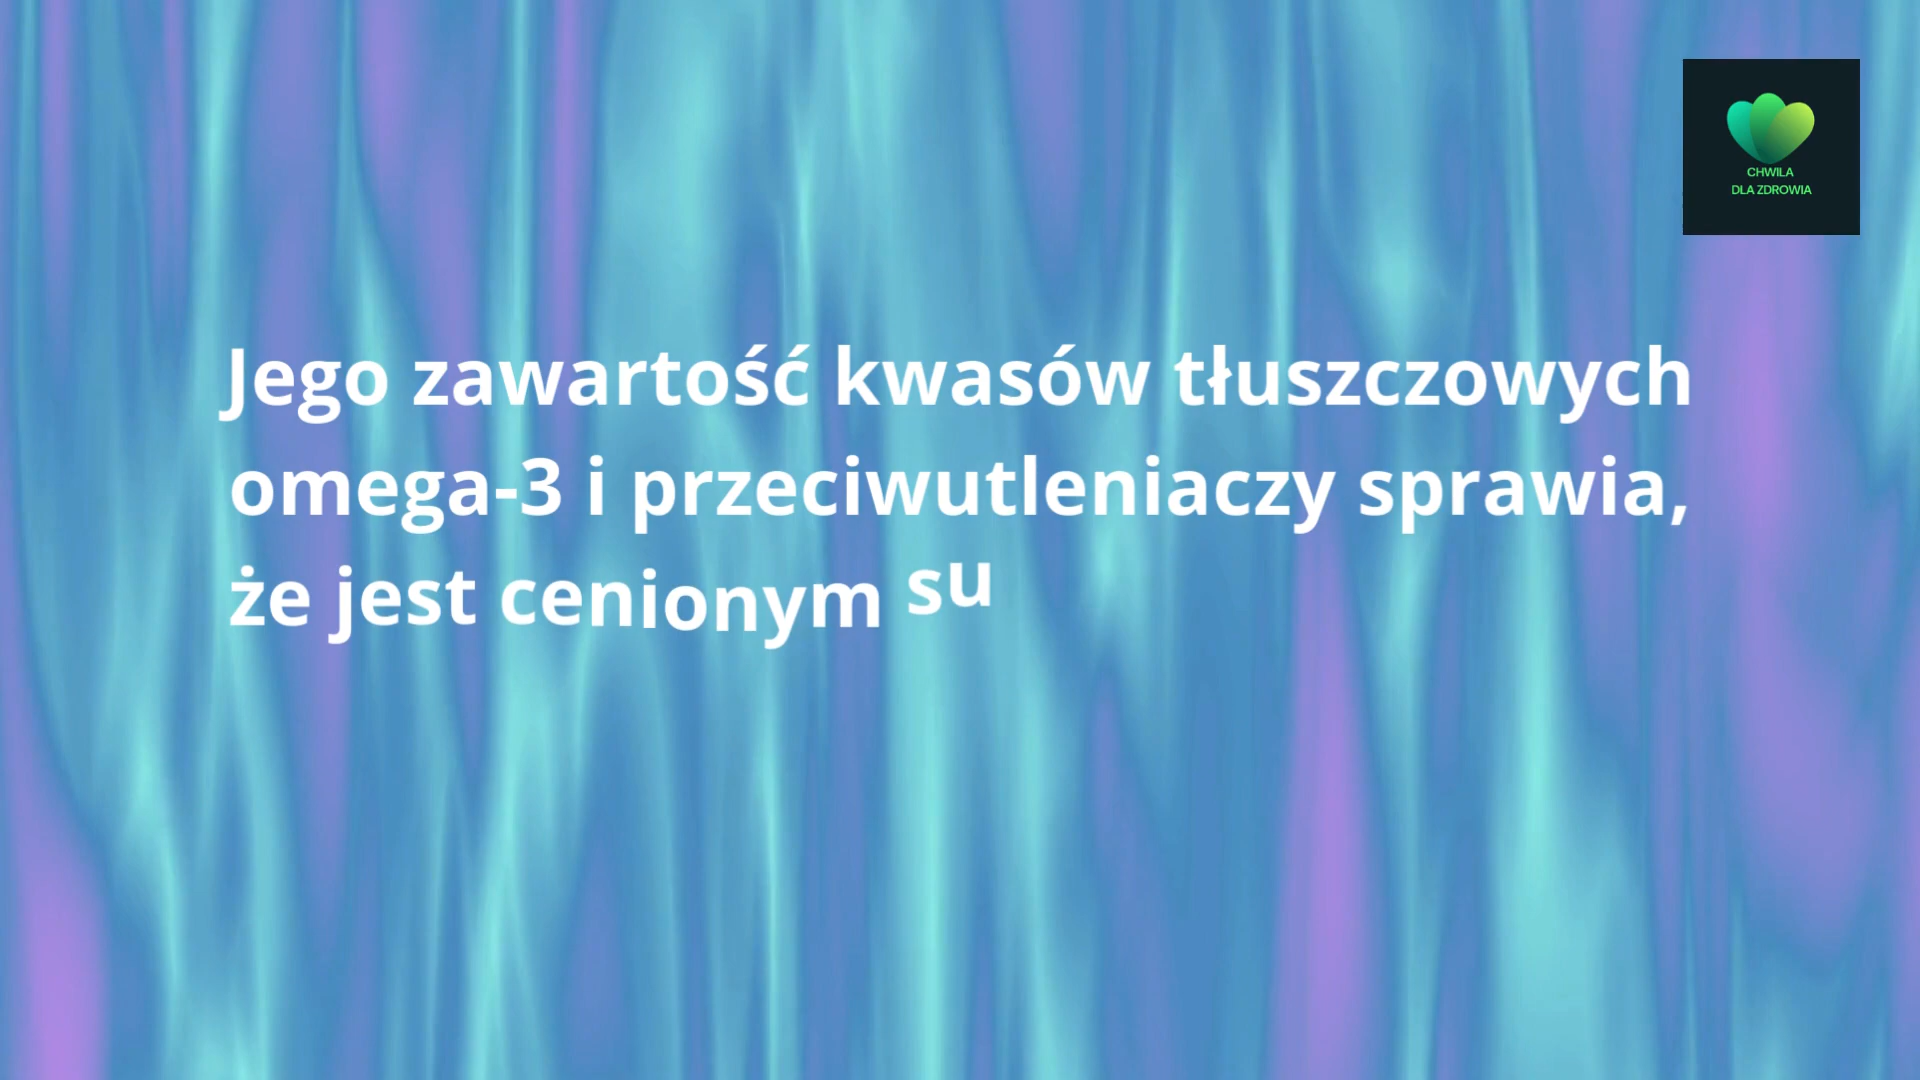 CHWILA
DLA ZDROWIA
Jego zawartość kwasów tłuszczowych
omega-3 i przeciwutleniaczy sprawia,
że jest cenionym su